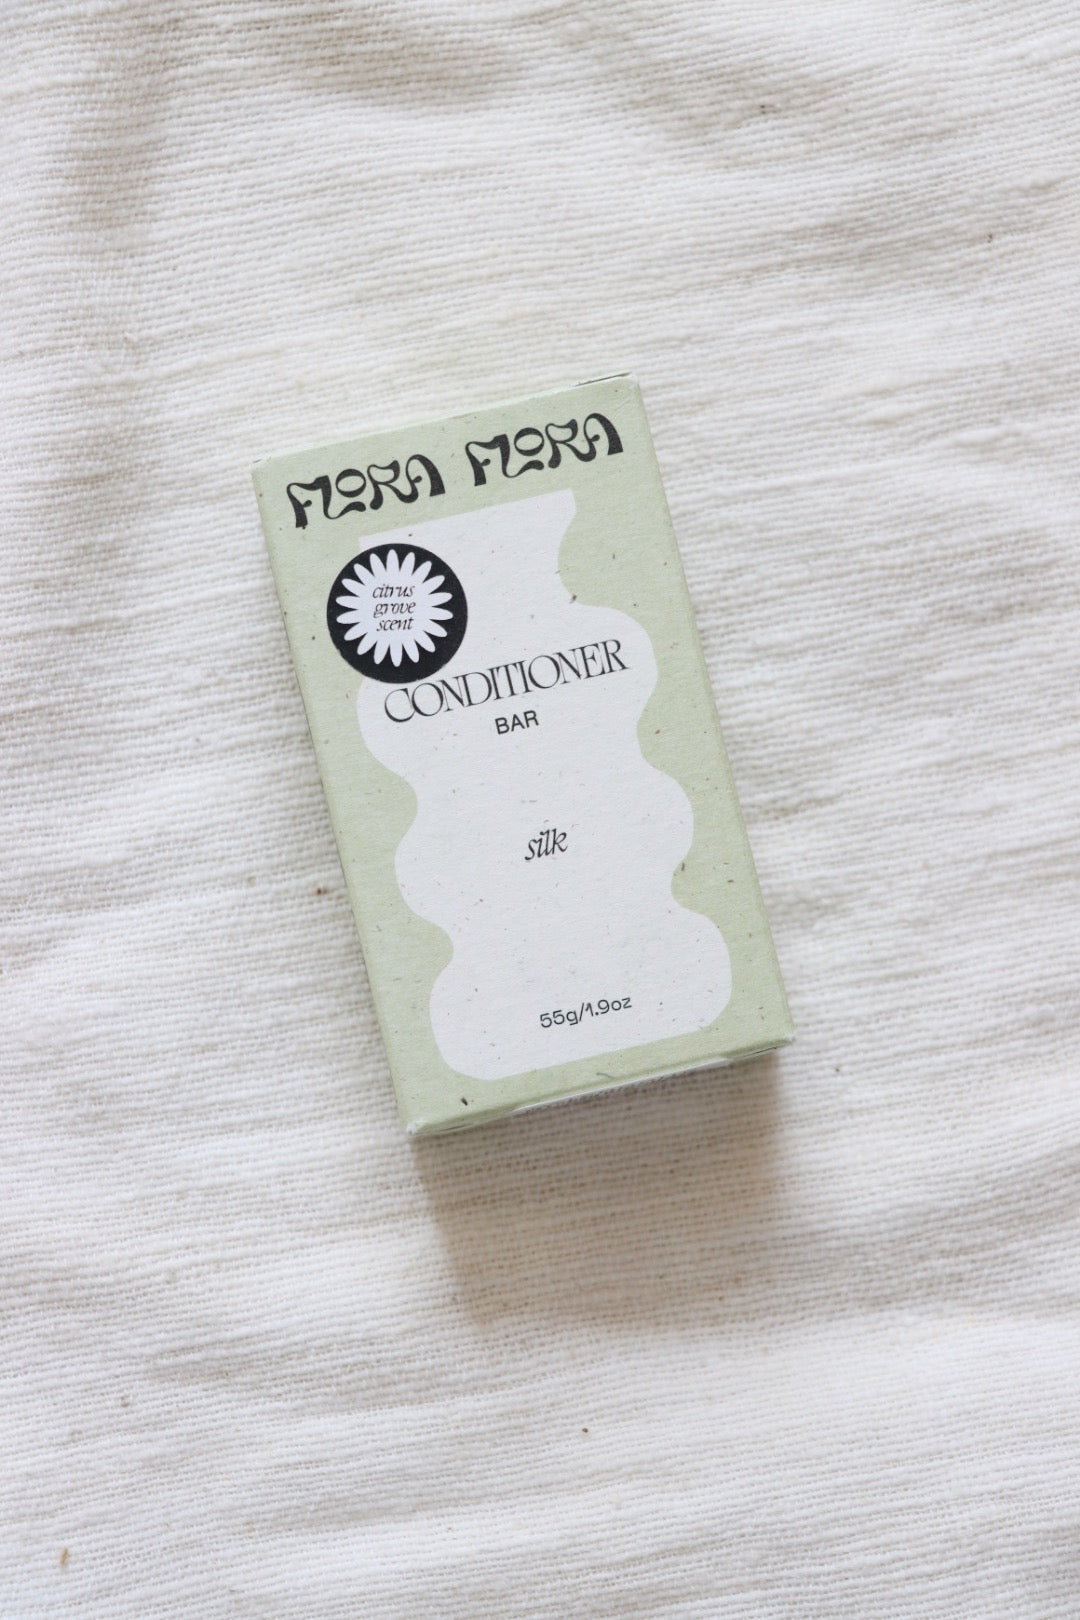 FLORA FLORA
citrus
grove
scent
CONDITIONER
BAR
silk
55g/1.9oz